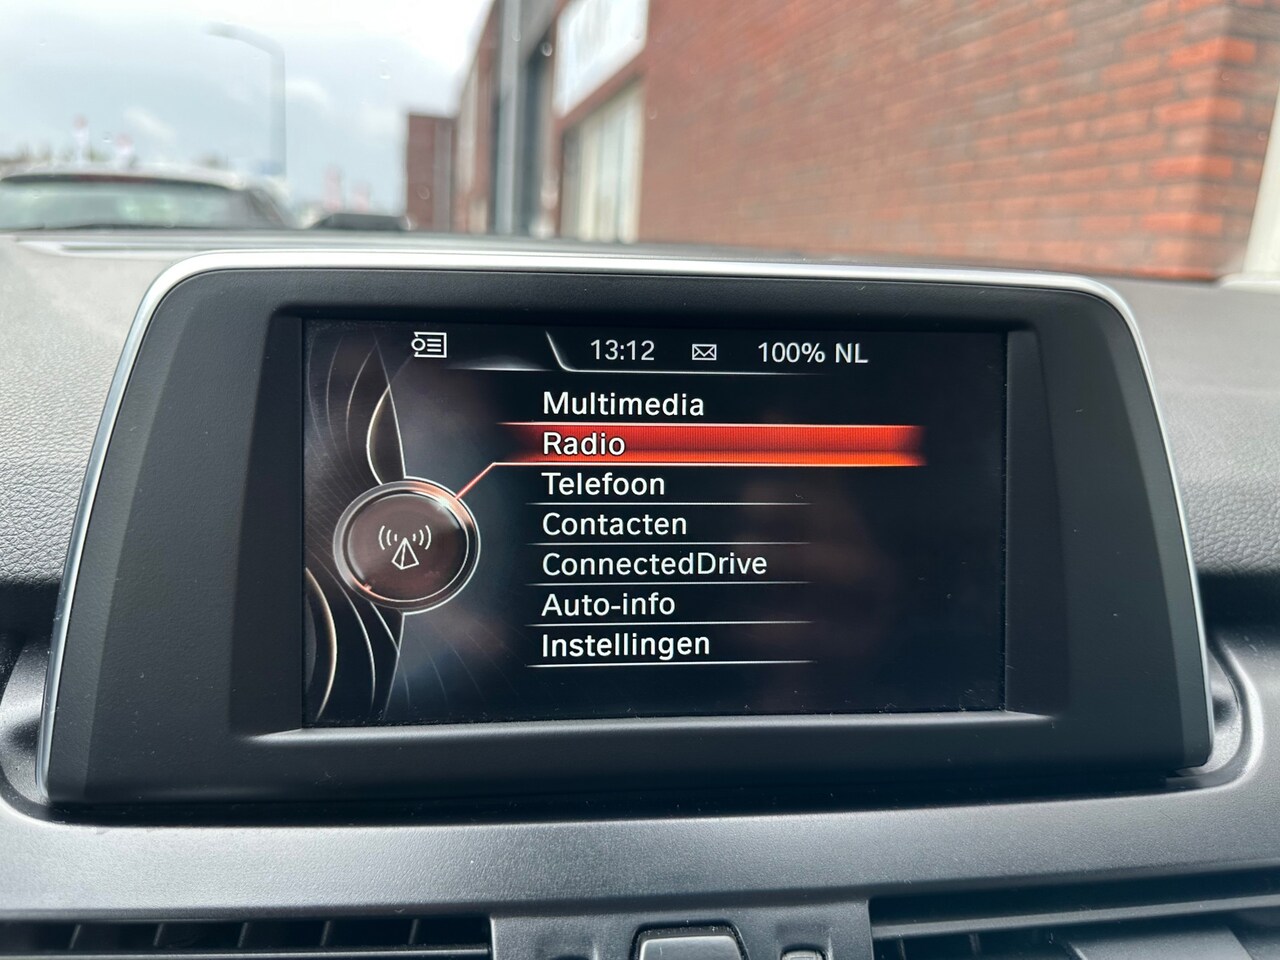 13:12 100% NL
Multimedia
Radio
Telefoon
Contacten
ConnectedDrive
Auto-info
Instellingen